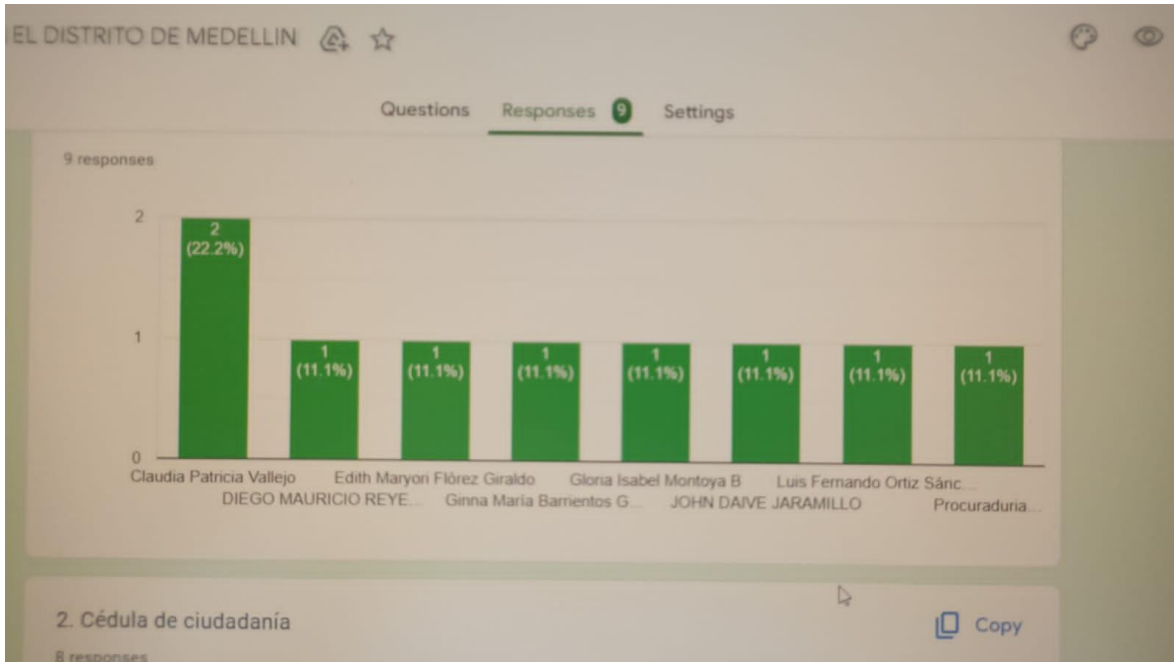 EL DISTRITO DE MEDELLIN
Questions Responses 9 Settings
9 responses
2
1
0
2
(22.2%)
1
(11.1%)
1
(11.1%)
1
(11.1%)
1
(11.1%)
1
(11.1%)
1
(11.1%)
1
(11.1%)
Claudia Patricia Vallejo
DIEGO MAURICIO REYE...
Edith Maryori Flórez Giraldo
Ginna María Barrientos G...
Gloria Isabel Montoya B
JOHN DAIVE JARAMILLO
Luis Fernando Ortiz Sánc...
Procuraduria...
2. Cédula de ciudadanía
Copy
8 responses